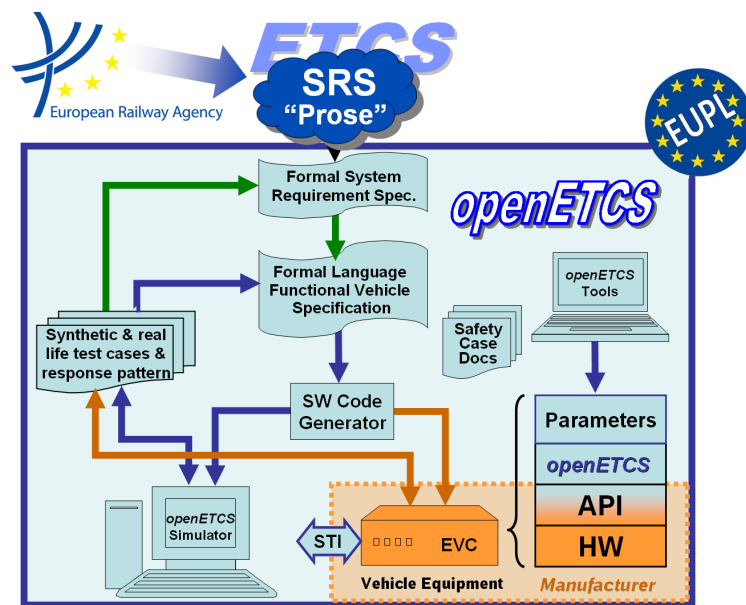 ETCS
SRS
“Prose”
European Railway Agency
EUPL
Formal System
Requirement Spec.
openETCS
Formal Language
Functional Vehicle
Specification
openETCS
Tools
Synthetic & real
life test cases &
response pattern
Safety
Case
Docs
SW Code
Generator
Parameters
openETCS
API
HW
openETCS
Simulator
STI
EVC
Vehicle Equipment
Manufacturer